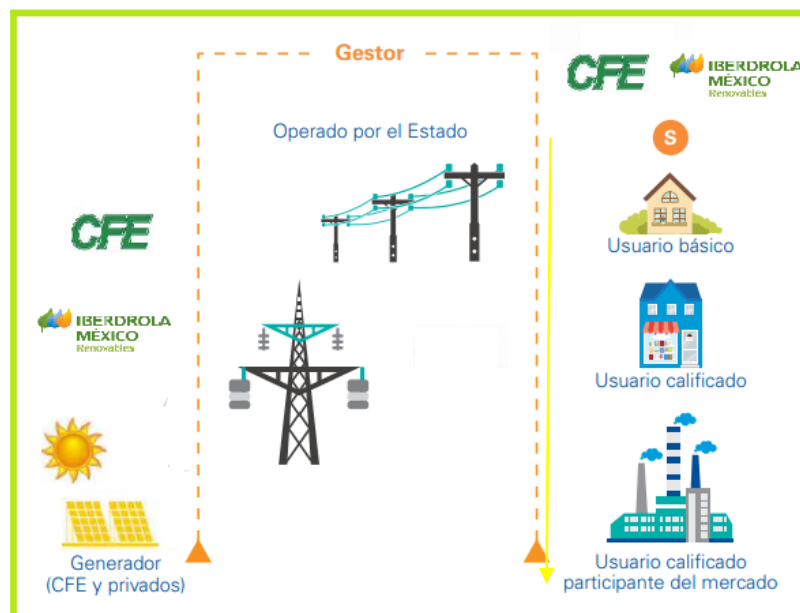 Gestor
Operado por el Estado
CFE
IBERDROLA
MÉXICO
Renovables
Generador
(CFE y privados)
CFE
IBERDROLA
MÉXICO
Renovables
S
Usuario básico
Usuario calificado
Usuario calificado
participante del mercado